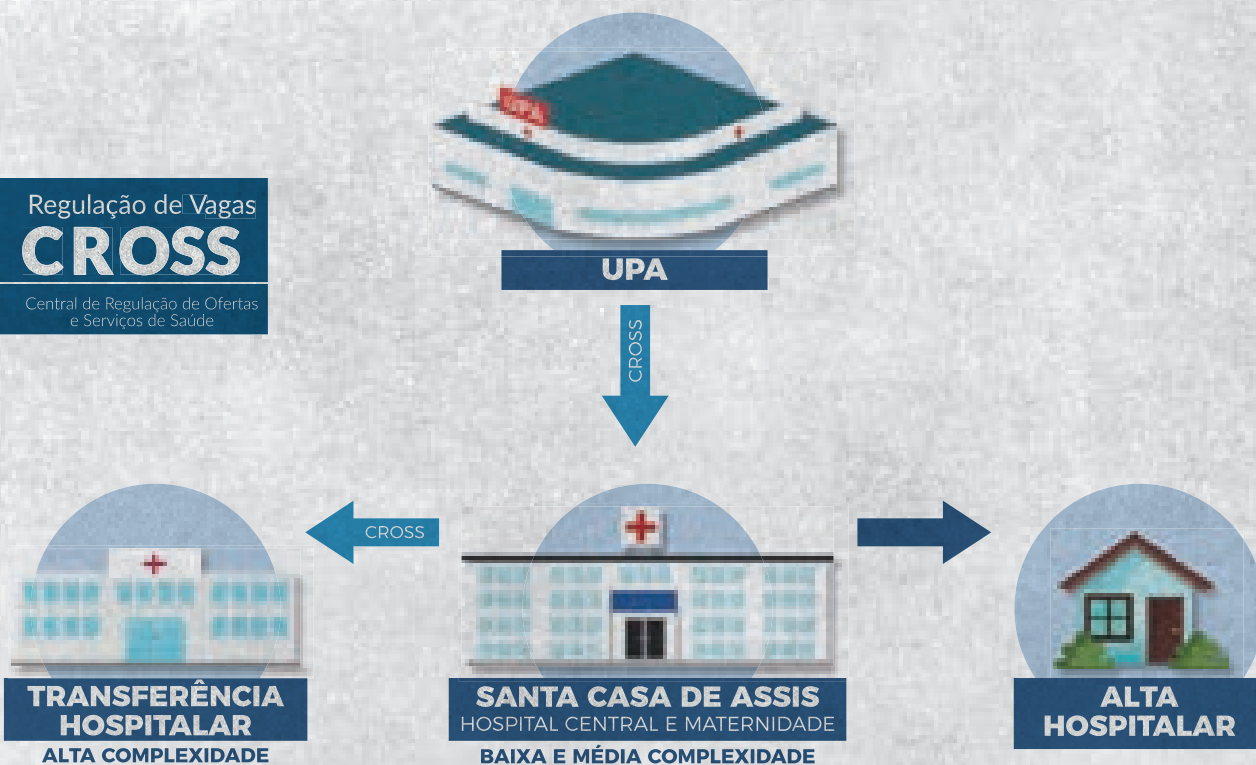 UPA
Regulação de Vagas
CROSS
Central de Regulação de Ofertas
e Serviços de Saúde
UPA
CROSS
CROSS
TRANSFERÊNCIA
HOSPITALAR
ALTA COMPLEXIDADE
SANTA CASA DE ASSIS
HOSPITAL CENTRAL E MATERNIDADE
BAIXA E MÉDIA COMPLEXIDADE
ALTA
HOSPITALAR